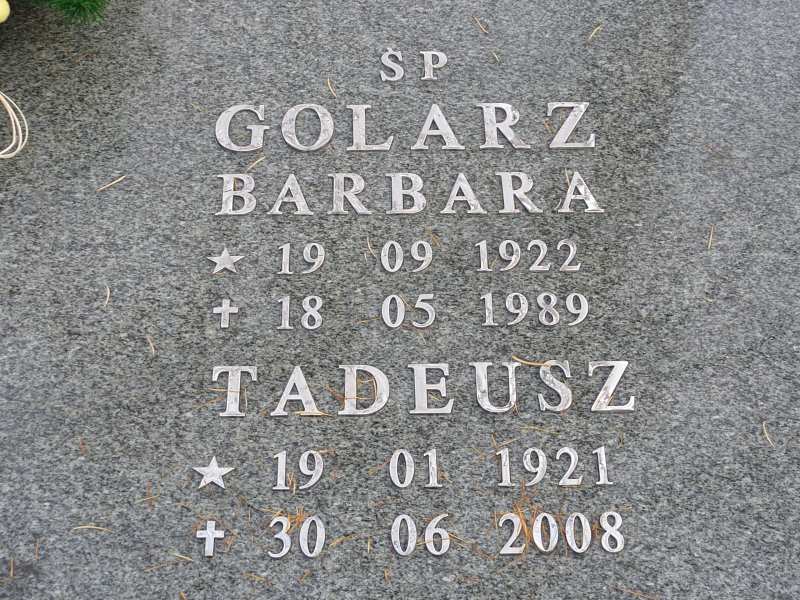 ŚP
GOLARZ
BARBARA
★ 19 09 1922
✝ 18 05 1989
TADEUSZ
★ 19 01 1921
✝ 30 06 2008